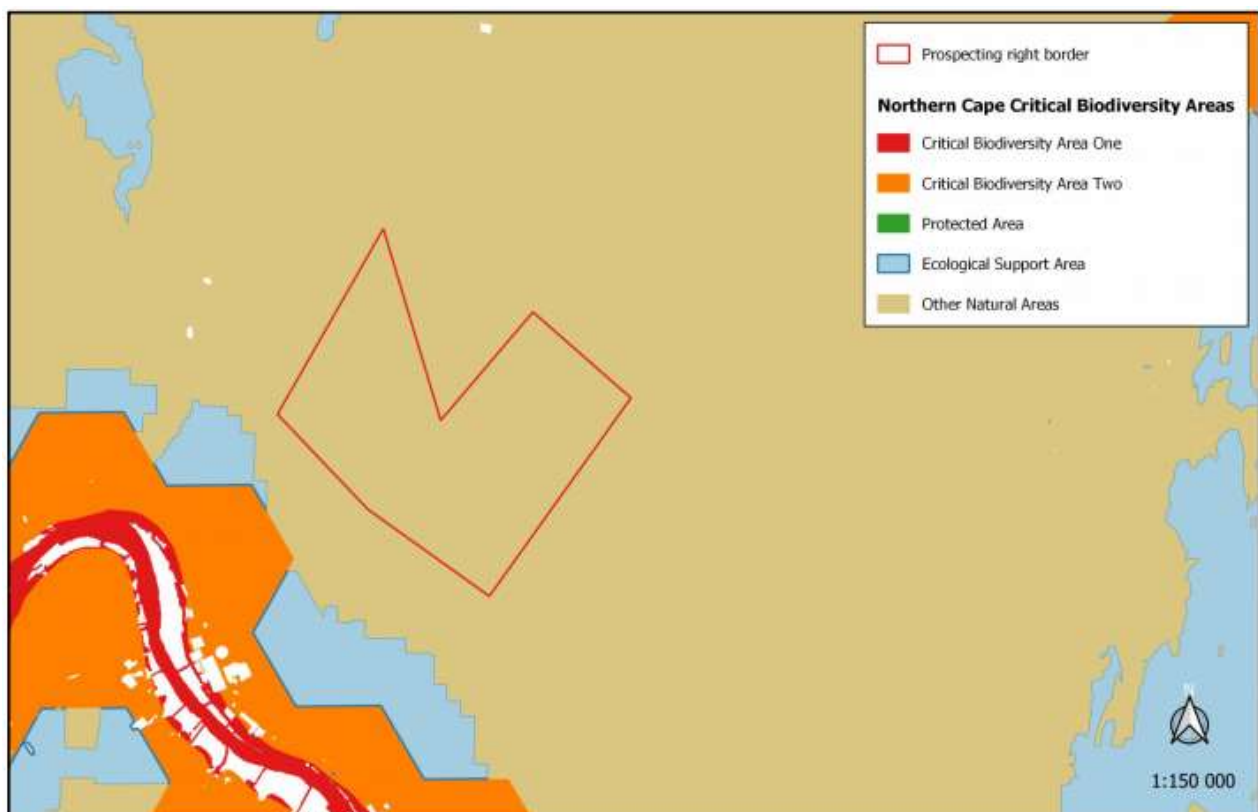 Prospecting right border
Northern Cape Critical Biodiversity Areas
Critical Biodiversity Area One
Critical Biodiversity Area Two
Protected Area
Ecological Support Area
Other Natural Areas
1:150 000